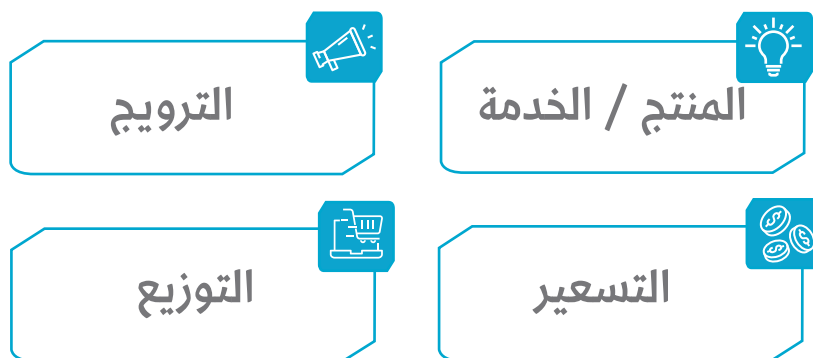 المنتج / الخدمة
الترويج
التسعير
التوزيع